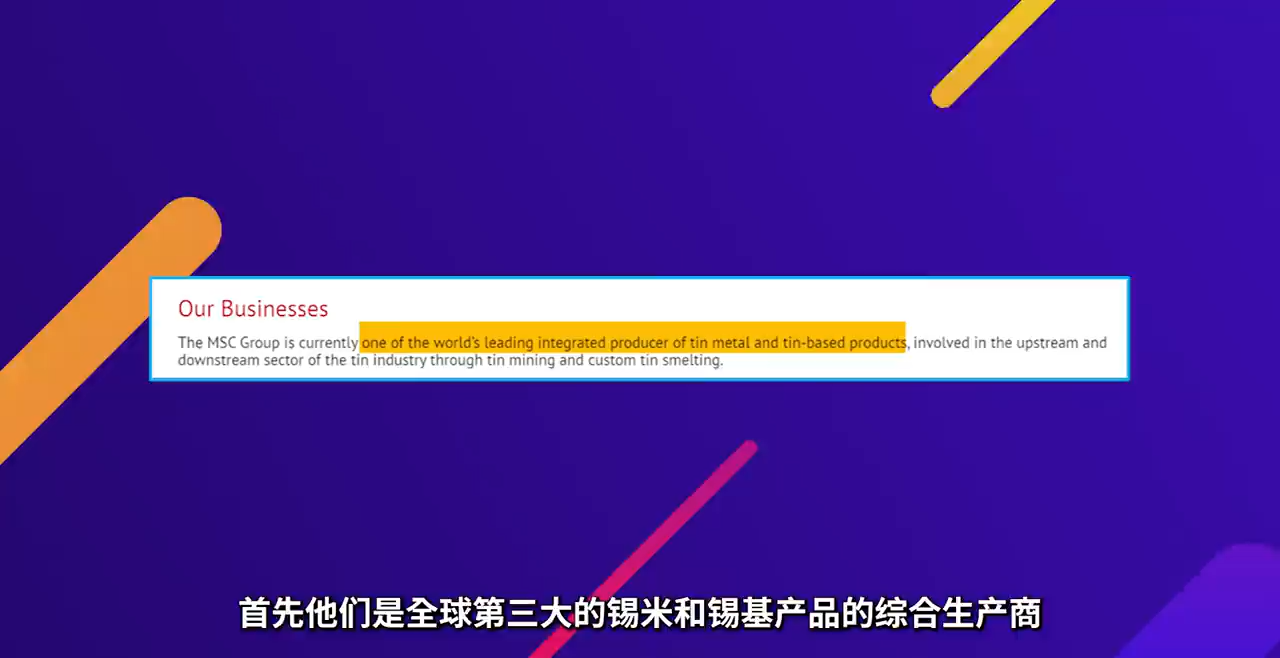 Our Businesses
The MSC Group is currently one of the world's leading integrated producer of tin metal and tin-based products, involved in the upstream and
downstream sector of the tin industry through tin mining and custom tin smelting.
首先他们是全球第三大的锡米和锡基产品的综合生产商